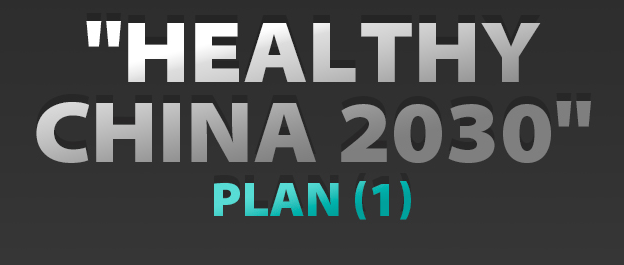 "HEALTHY
CHINA 2030"
PLAN (1)